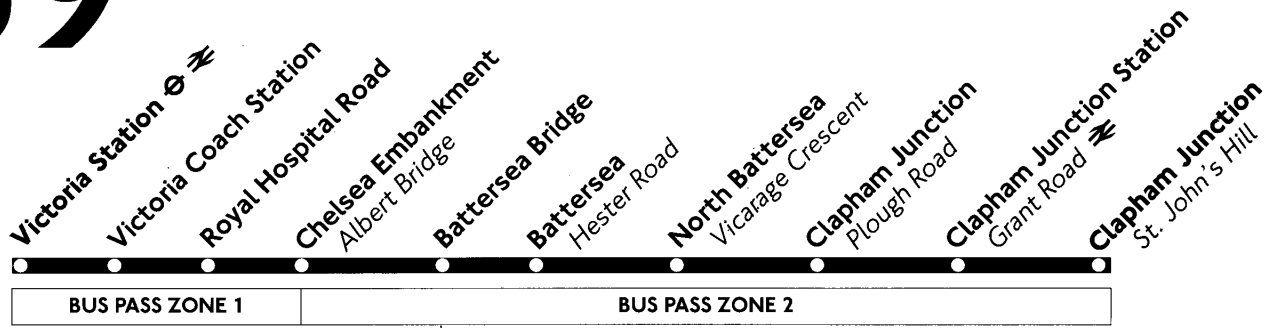 Victoria Station
Victoria Coach Station
Royal Hospital Road
Chelsea Embankment
Albert Bridge
Battersea Bridge
Battersea
Hester Road
North Battersea
Vicarage Crescent
Clapham Junction
Plough Road
Clapham Junction Station
Grant Road
Clapham Junction
St. John's Hill
BUS PASS ZONE 1
BUS PASS ZONE 2